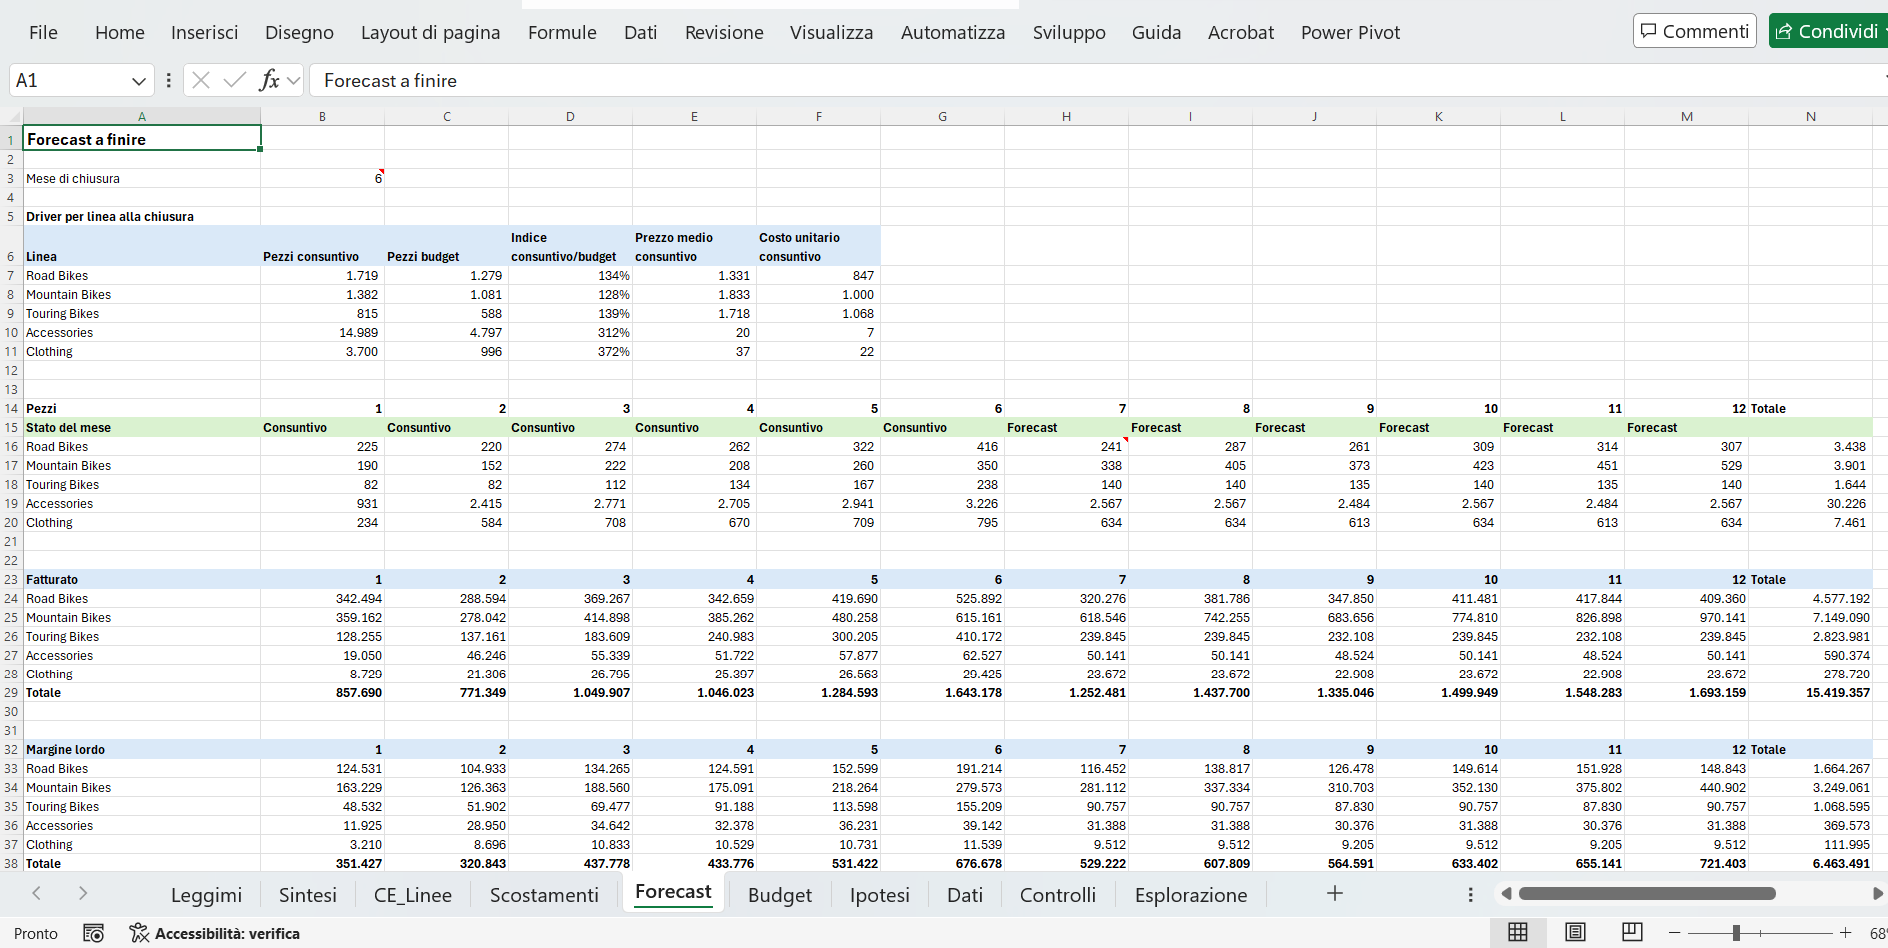 File Home Inserisci Disegno Layout di pagina Formule Dati Revisione Visualizza Automatizza Sviluppo Guida Acrobat Power Pivot Commenti Condividi
A1 fx Forecast a finire
A B C D E F G H I J K L M N
1 Forecast a finire
2
3 Mese di chiusura 6
4
5 Driver per linea alla chiusura
6 Linea Pezzi consuntivo Pezzi budget Indice consuntivo/budget Prezzo medio consuntivo Costo unitario consuntivo
7 Road Bikes 1.719 1.279 134% 1.331 847
8 Mountain Bikes 1.382 1.081 128% 1.833 1.000
9 Touring Bikes 815 588 139% 1.718 1.068
10 Accessories 14.989 4.797 312% 20 7
11 Clothing 3.700 996 372% 37 22
12
13
14 Pezzi 1 2 3 4 5 6 7 8 9 10 11 12 Totale
15 Stato del mese Consuntivo Consuntivo Consuntivo Consuntivo Consuntivo Consuntivo Forecast Forecast Forecast Forecast Forecast Forecast
16 Road Bikes 225 220 274 262 322 416 241 287 261 309 314 307 3.438
17 Mountain Bikes 190 152 222 208 260 350 338 405 373 423 451 529 3.901
18 Touring Bikes 82 82 112 134 167 238 140 140 135 140 135 140 1.644
19 Accessories 931 2.415 2.771 2.705 2.941 3.226 2.567 2.567 2.484 2.567 2.484 2.567 30.226
20 Clothing 234 584 708 670 709 795 634 634 613 634 613 634 7.461
21
22
23 Fatturato 1 2 3 4 5 6 7 8 9 10 11 12 Totale
24 Road Bikes 342.494 288.594 369.267 342.659 419.690 525.892 320.276 381.786 347.850 411.481 417.844 409.360 4.577.192
25 Mountain Bikes 359.162 278.042 414.898 385.262 480.258 615.161 618.546 742.255 683.656 774.810 826.898 970.141 7.149.090
26 Touring Bikes 128.255 137.161 183.609 240.983 300.205 410.172 239.845 239.845 232.108 239.845 232.108 239.845 2.823.981
27 Accessories 19.050 46.246 55.339 51.722 57.877 62.527 50.141 50.141 48.524 50.141 48.524 50.141 590.374
28 Clothing 8.729 21.306 26.795 25.397 26.563 29.425 23.672 23.672 22.908 23.672 22.908 23.672 278.720
29 Totale 857.690 771.349 1.049.907 1.046.023 1.284.593 1.643.178 1.252.481 1.437.700 1.335.046 1.499.949 1.548.283 1.693.159 15.419.357
30
31
32 Margine lordo 1 2 3 4 5 6 7 8 9 10 11 12 Totale
33 Road Bikes 124.531 104.933 134.265 124.591 152.599 191.214 116.452 138.817 126.478 149.614 151.928 148.843 1.664.267
34 Mountain Bikes 163.229 126.363 188.560 175.091 218.264 279.573 281.112 337.334 310.703 352.130 375.802 440.902 3.249.061
35 Touring Bikes 48.532 51.902 69.477 91.188 113.598 155.209 90.757 90.757 87.830 90.757 87.830 90.757 1.068.595
36 Accessories 11.925 28.950 34.642 32.378 36.231 39.142 31.388 31.388 30.376 31.388 30.376 31.388 369.573
37 Clothing 3.210 8.696 10.833 10.529 10.731 11.539 9.512 9.512 9.205 9.512 9.205 9.512 111.995
38 Totale 351.427 320.843 437.778 433.776 531.422 676.678 529.222 607.809 564.591 633.402 655.141 721.403 6.463.491
Leggimi Sintesi CE_Linee Scostamenti Forecast Budget Ipotesi Dati Controlli Esplorazione
Pronto Accessibilità: verifica 68